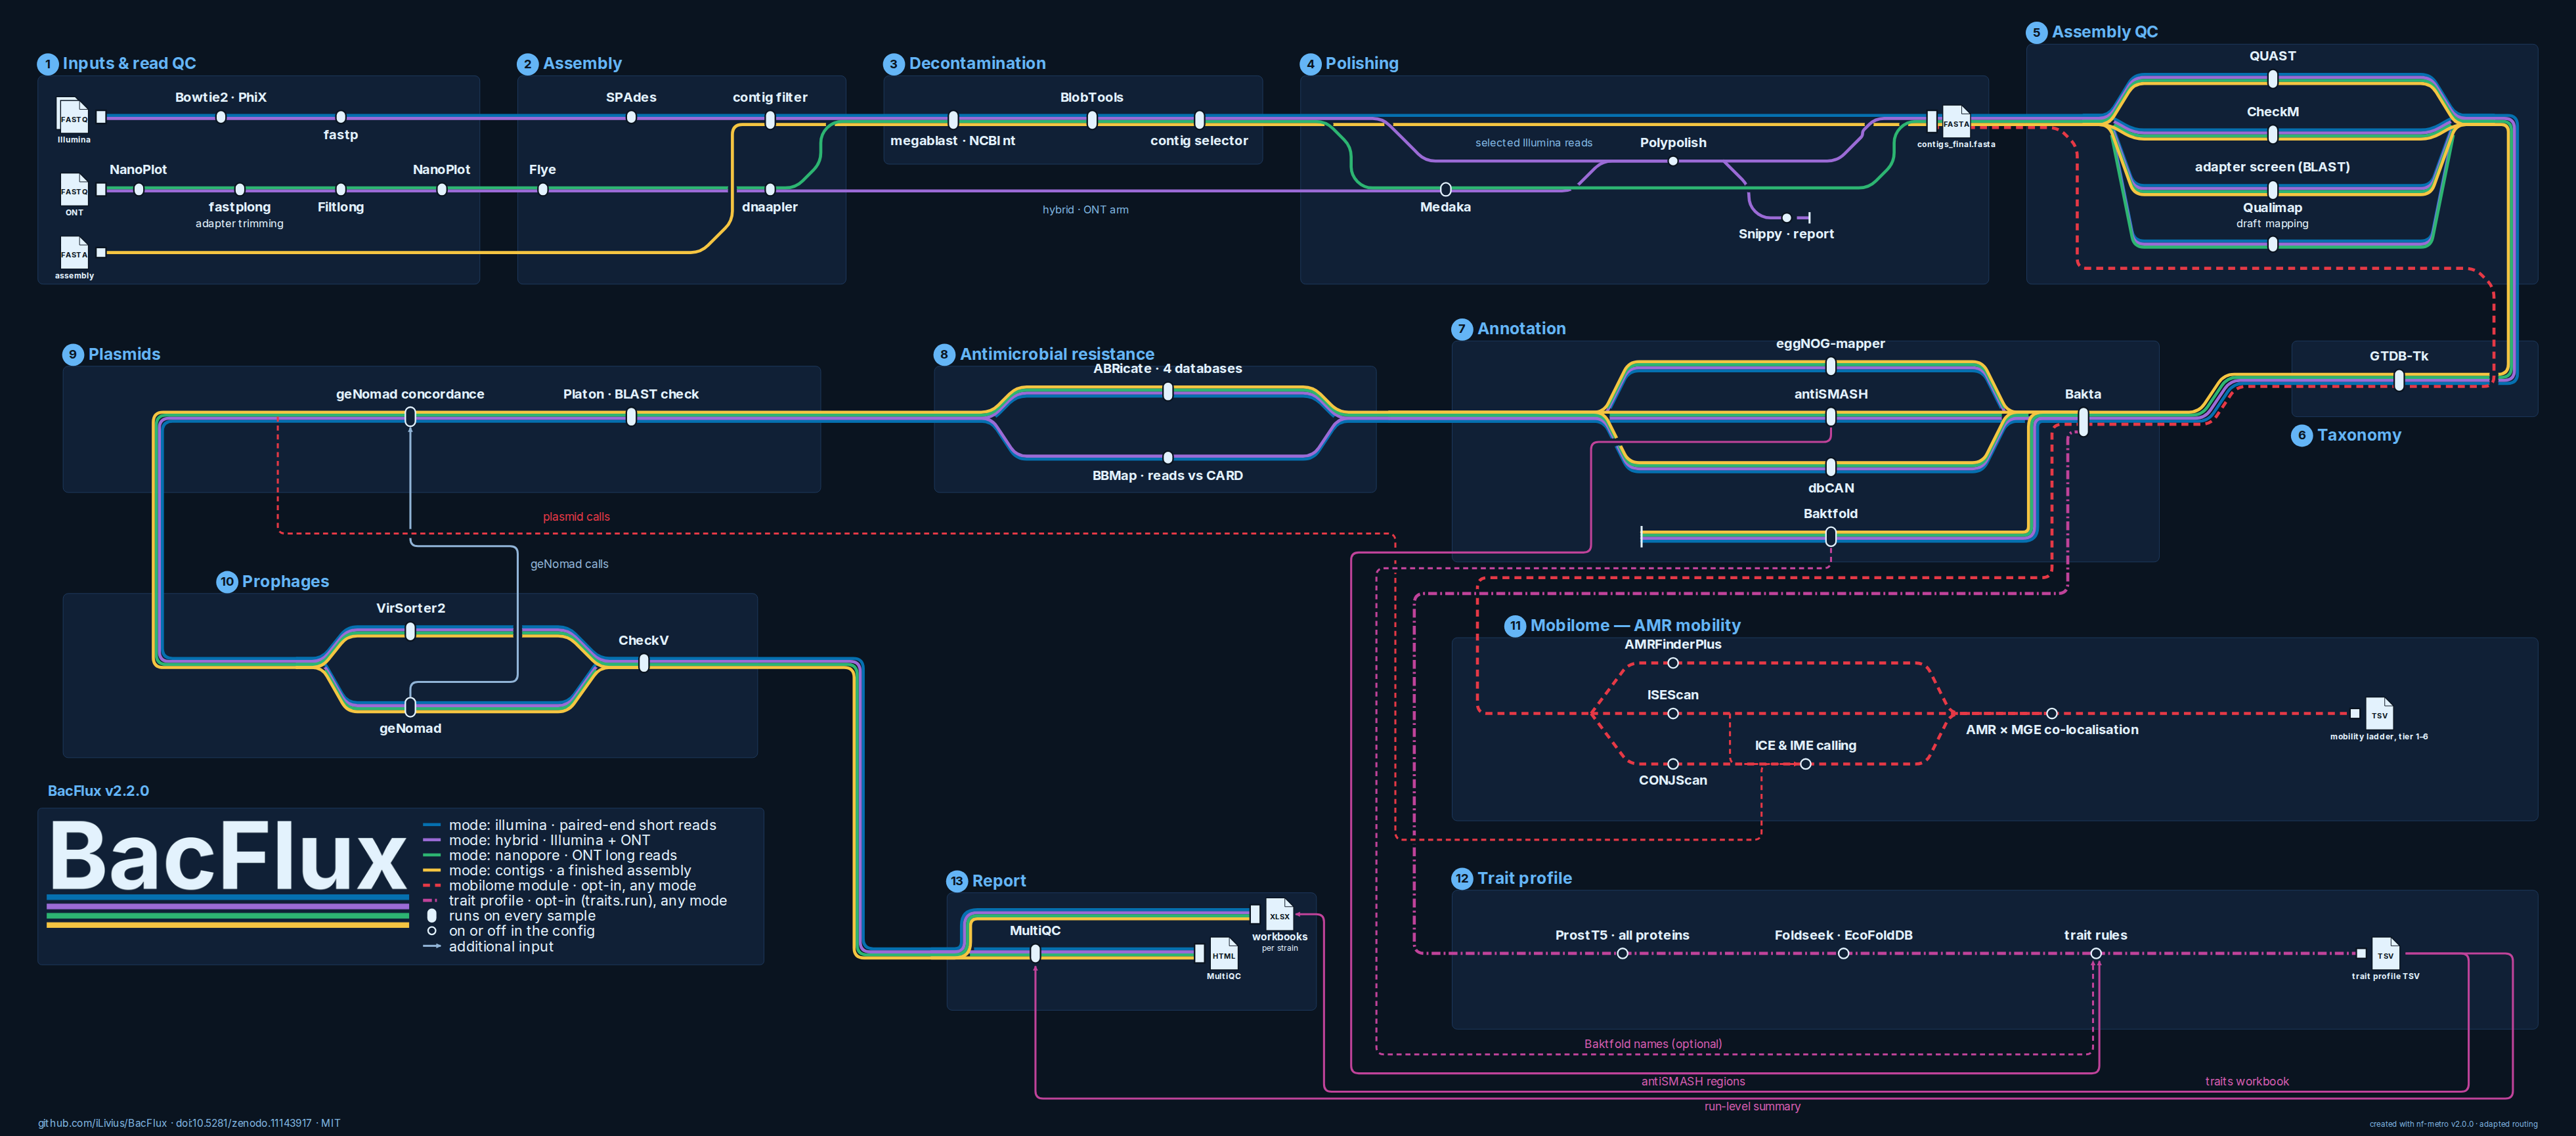 1 Inputs & read QC
FASTQ
Illumina
Bowtie2 · PhiX
fastp
FASTQ
ONT
NanoPlot
fastplong
adapter trimming
Filtlong
NanoPlot
FASTA
assembly
2 Assembly
SPAdes
contig filter
Flye
dnaapler
3 Decontamination
megablast · NCBI nt
BlobTools
contig selector
hybrid · ONT arm
4 Polishing
selected Illumina reads
Polypolish
Medaka
Snippy · report
FASTA
contigs_final.fasta
5 Assembly QC
QUAST
CheckM
adapter screen (BLAST)
Qualimap
draft mapping
9 Plasmids
geNomad concordance
Platon · BLAST check
8 Antimicrobial resistance
ABRicate · 4 databases
BBMap · reads vs CARD
7 Annotation
eggNOG-mapper
antiSMASH
dbCAN
Baktfold
Bakta
GTDB-Tk
6 Taxonomy
plasmid calls
geNomad calls
10 Prophages
VirSorter2
CheckV
geNomad
11 Mobilome — AMR mobility
AMRFinderPlus
ISEScan
ICE & IME calling
CONJScan
AMR × MGE co-localisation
TSV
mobility ladder, tier 1-6
BacFlux v2.2.0
BacFlux
mode: illumina · paired-end short reads
mode: hybrid · Illumina + ONT
mode: nanopore · ONT long reads
mode: contigs · a finished assembly
mobilome module · opt-in, any mode
trait profile · opt-in (traits.run), any mode
runs on every sample
on or off in the config
additional input
13 Report
MultiQC
XLSX
workbooks
per strain
HTML
MultiQC
12 Trait profile
ProstT5 · all proteins
Foldseek · EcoFoldDB
trait rules
TSV
trait profile TSV
Baktfold names (optional)
antiSMASH regions
traits workbook
run-level summary
github.com/iLivius/BacFlux · doi:10.5281/zenodo.11143917 · MIT
created with nf-metro v2.0.0 · adapted routing